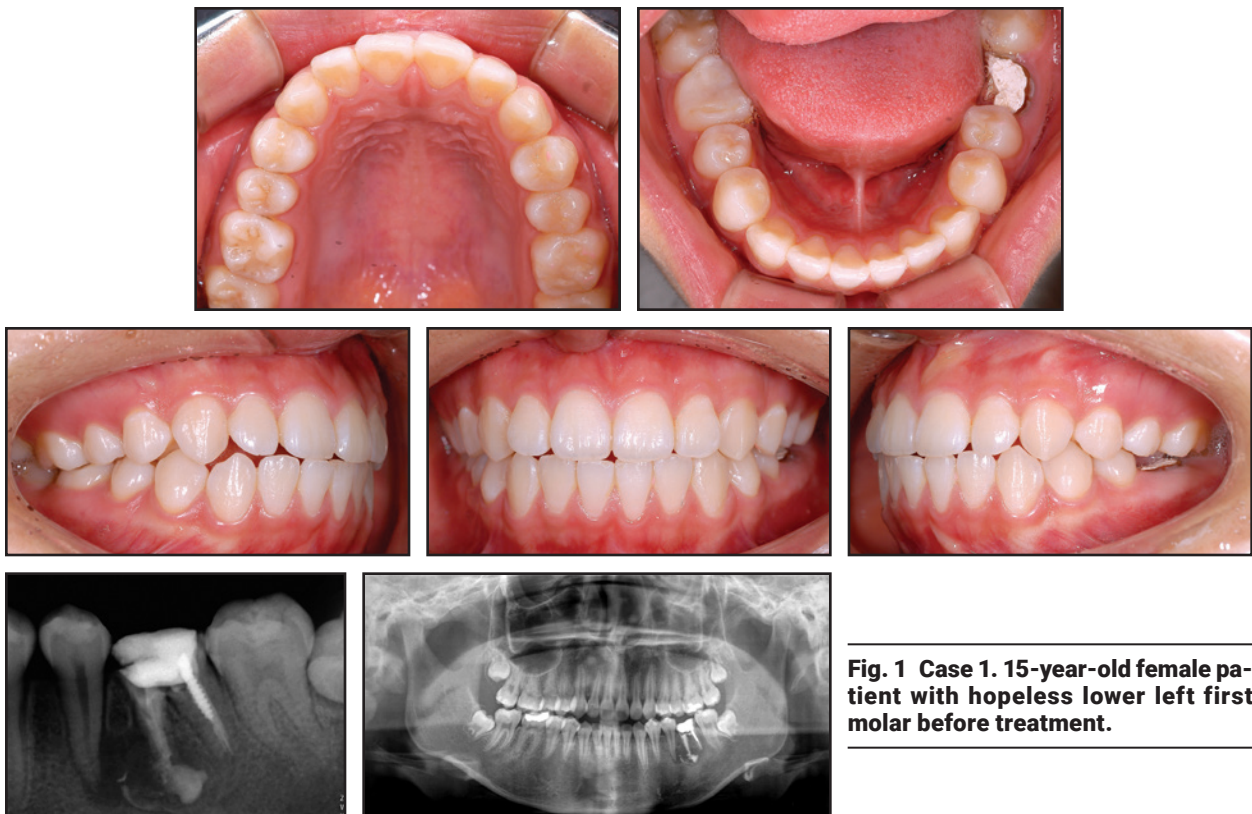 Fig. 1 Case 1. 15-year-old female pa-
tient with hopeless lower left first
molar before treatment.